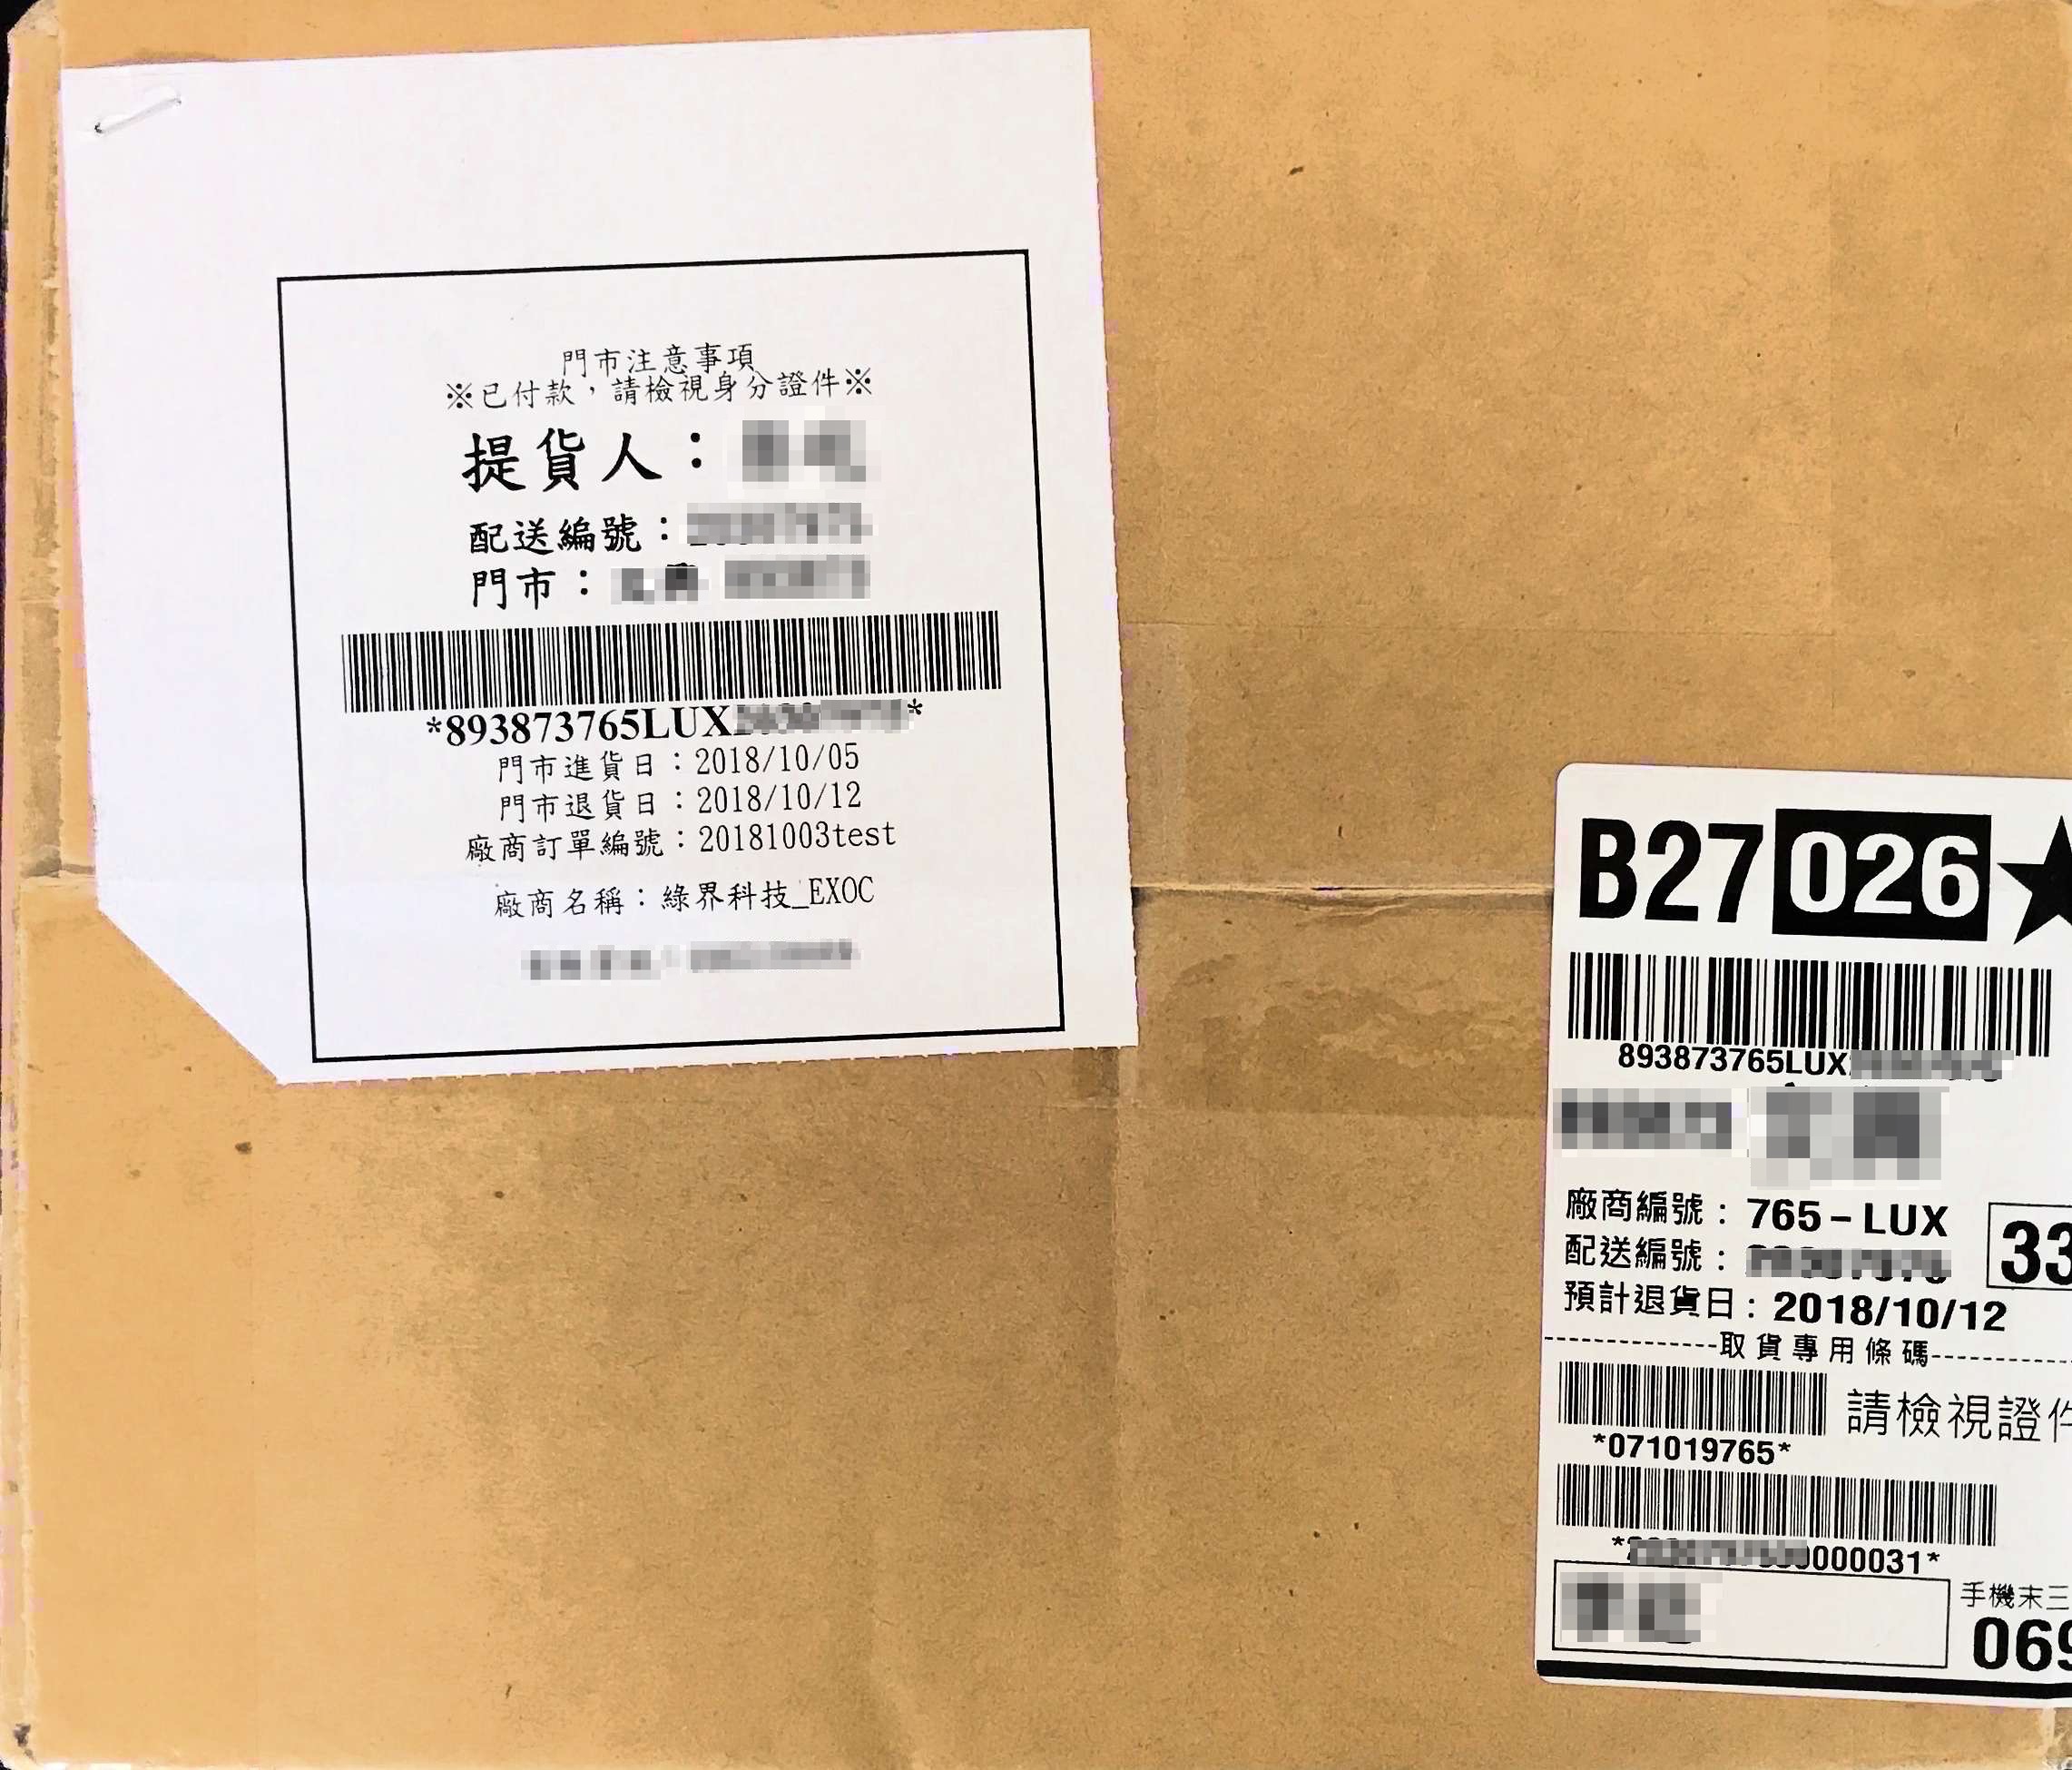 門市注意事項
※已付款，請檢視身分證件※
提貨人：
配送編號：
門市：
*893873765LUX
門市進貨日：2018/10/05
門市退貨日：2018/10/12
廠商訂單編號：20181003test
廠商名稱：綠界科技_EXOC
B27 026★
893873765LUX
廠商編號：765-LUX
33
配送編號：
預計退貨日：2018/10/12
取貨專用條碼
請檢視證件
*071019765*
000031*
手機末三
069